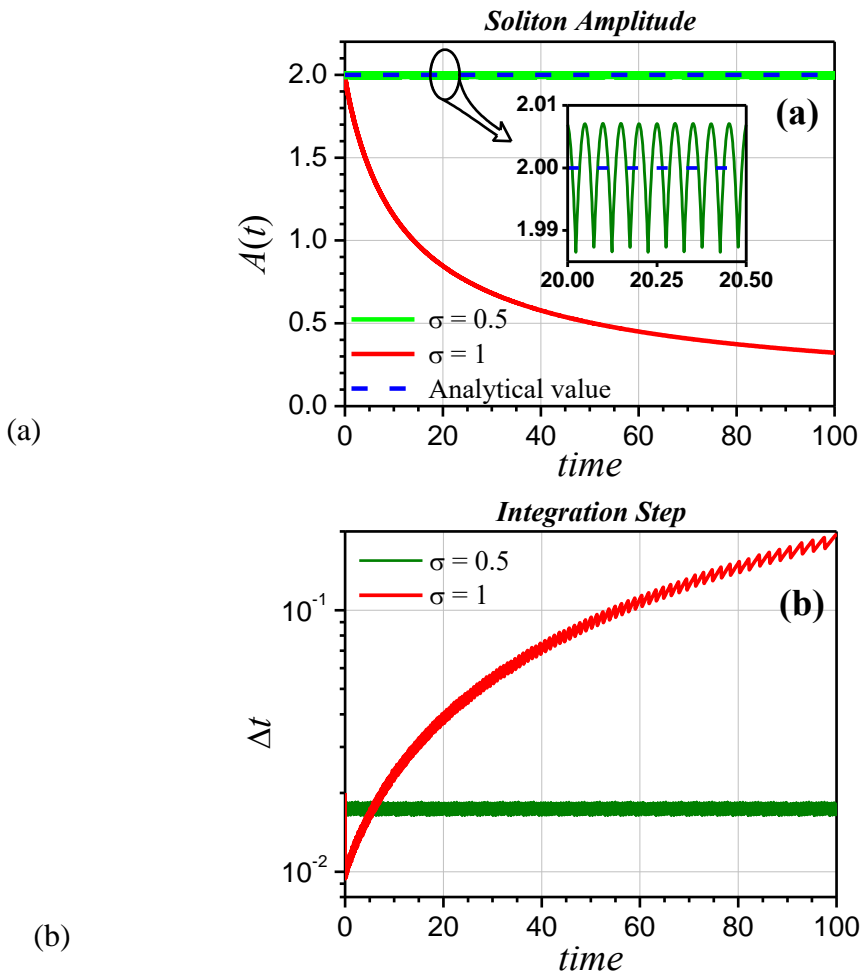 Soliton Amplitude
2.0
1.5
1.0
0.5
0.0
A(t)
(a)
2.01
2.00
1.99
20.00 20.25 20.50
σ = 0.5
σ = 1
Analytical value
0 20 40 60 80 100
time
(a)
Integration Step
σ = 0.5
σ = 1
(b)
10⁻¹
Δt
10⁻²
0 20 40 60 80 100
time
(b)